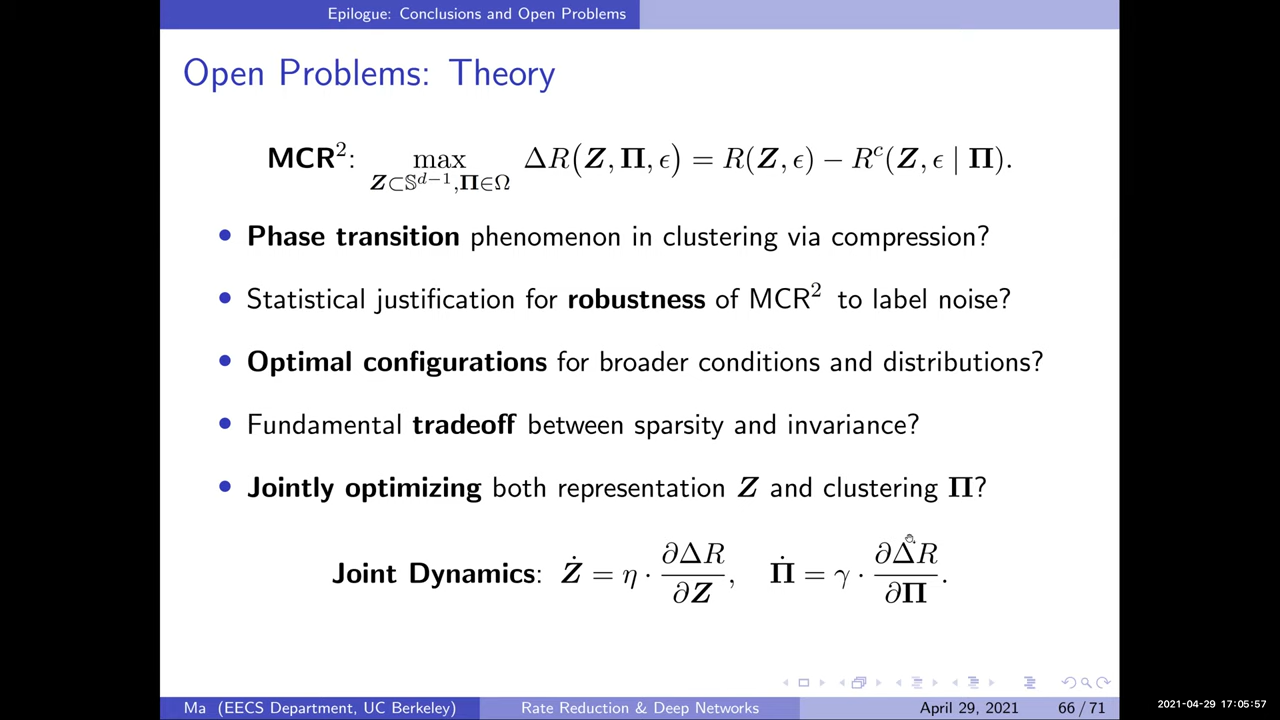 Epilogue: Conclusions and Open Problems
Open Problems: Theory
MCR²: max ΔR(Z, Π, ϵ) = R(Z, ϵ) − Rᶜ(Z, ϵ | Π).
Z⊂𝕊ᵈ⁻¹,Π∈Ω
• Phase transition phenomenon in clustering via compression?
• Statistical justification for robustness of MCR² to label noise?
• Optimal configurations for broader conditions and distributions?
• Fundamental tradeoff between sparsity and invariance?
• Jointly optimizing both representation Z and clustering Π?
Joint Dynamics: Ż = η · ∂ΔR/∂Z, Π̇ = γ · ∂ΔR/∂Π.
Ma (EECS Department, UC Berkeley) Rate Reduction & Deep Networks April 29, 2021 66 / 71
2021-04-29 17:05:57